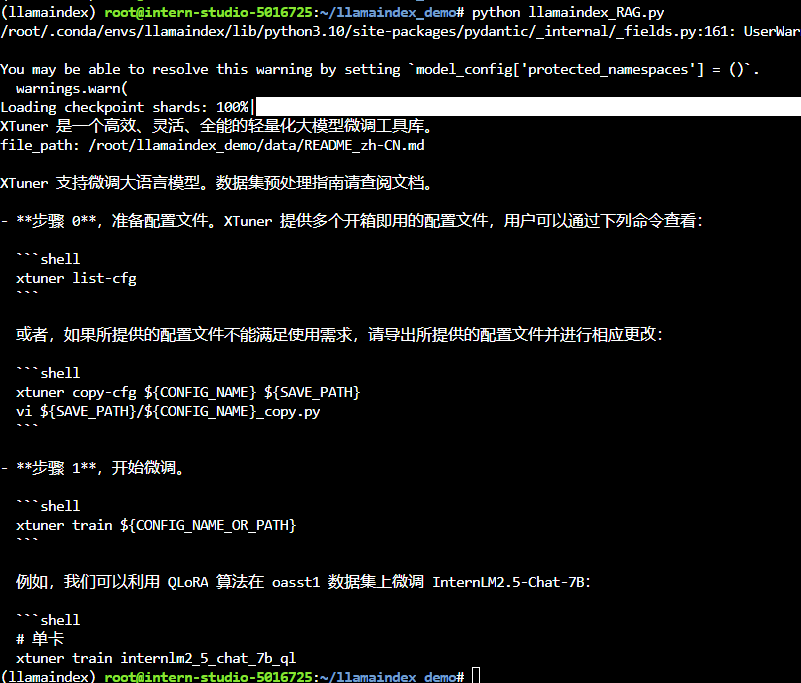 (llamaindex) root@intern-studio-5016725:~/llamaindex_demo# python llamaindex_RAG.py
/root/.conda/envs/llamaindex/lib/python3.10/site-packages/pydantic/_internal/_fields.py:161: UserWar
You may be able to resolve this warning by setting `model_config['protected_namespaces'] = ()`.
  warnings.warn(
Loading checkpoint shards: 100%|
XTuner 是一个高效、灵活、全能的轻量化大模型微调工具库。
file_path: /root/llamaindex_demo/data/README_zh-CN.md
XTuner 支持微调大语言模型。数据集预处理指南请查阅文档。
- **步骤 0**，准备配置文件。XTuner 提供多个开箱即用的配置文件，用户可以通过下列命令查看：
  ```shell
  xtuner list-cfg
  ```
  或者，如果所提供的配置文件不能满足使用需求，请导出所提供的配置文件并进行相应更改：
  ```shell
  xtuner copy-cfg ${CONFIG_NAME} ${SAVE_PATH}
  vi ${SAVE_PATH}/${CONFIG_NAME}_copy.py
  ```
- **步骤 1**，开始微调。
  ```shell
  xtuner train ${CONFIG_NAME_OR_PATH}
  ```
  例如，我们可以利用 QLoRA 算法在 oasst1 数据集上微调 InternLM2.5-Chat-7B：
  ```shell
  # 单卡
  xtuner train internlm2_5_chat_7b_ql
(llamaindex) root@intern-studio-5016725:~/llamaindex_demo#